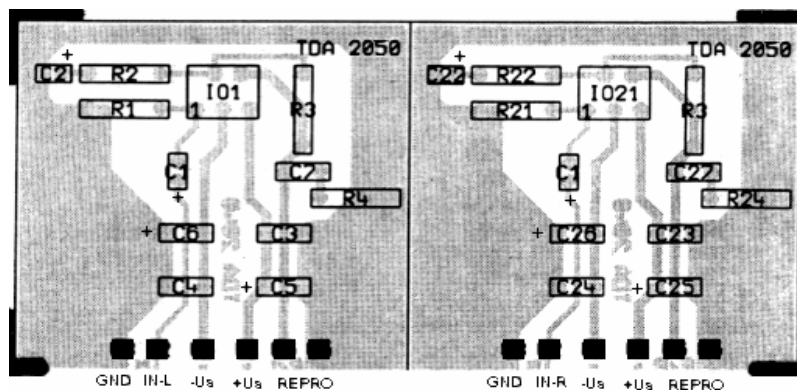 TDA 2050
C2 R2
IO1
R1 1 R3
C1 C7
R4
C6 C3
C4 C5
GND IN-L -Us +Us REPRO
TDA 2050
C22 R22
IO21
R21 1 R3
C1 C27
R24
C26 C23
C24 C25
GND IN-R -Us +Us REPRO